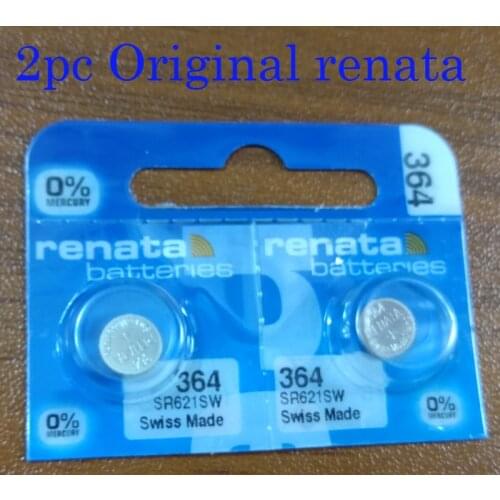 2pc Original renata
0%
MERCURY
364
renata
batteries
renata
batteries
364
SR621SW
Swiss Made
364
SR621SW
Swiss Made
0%
MERCURY
0%
MERCURY